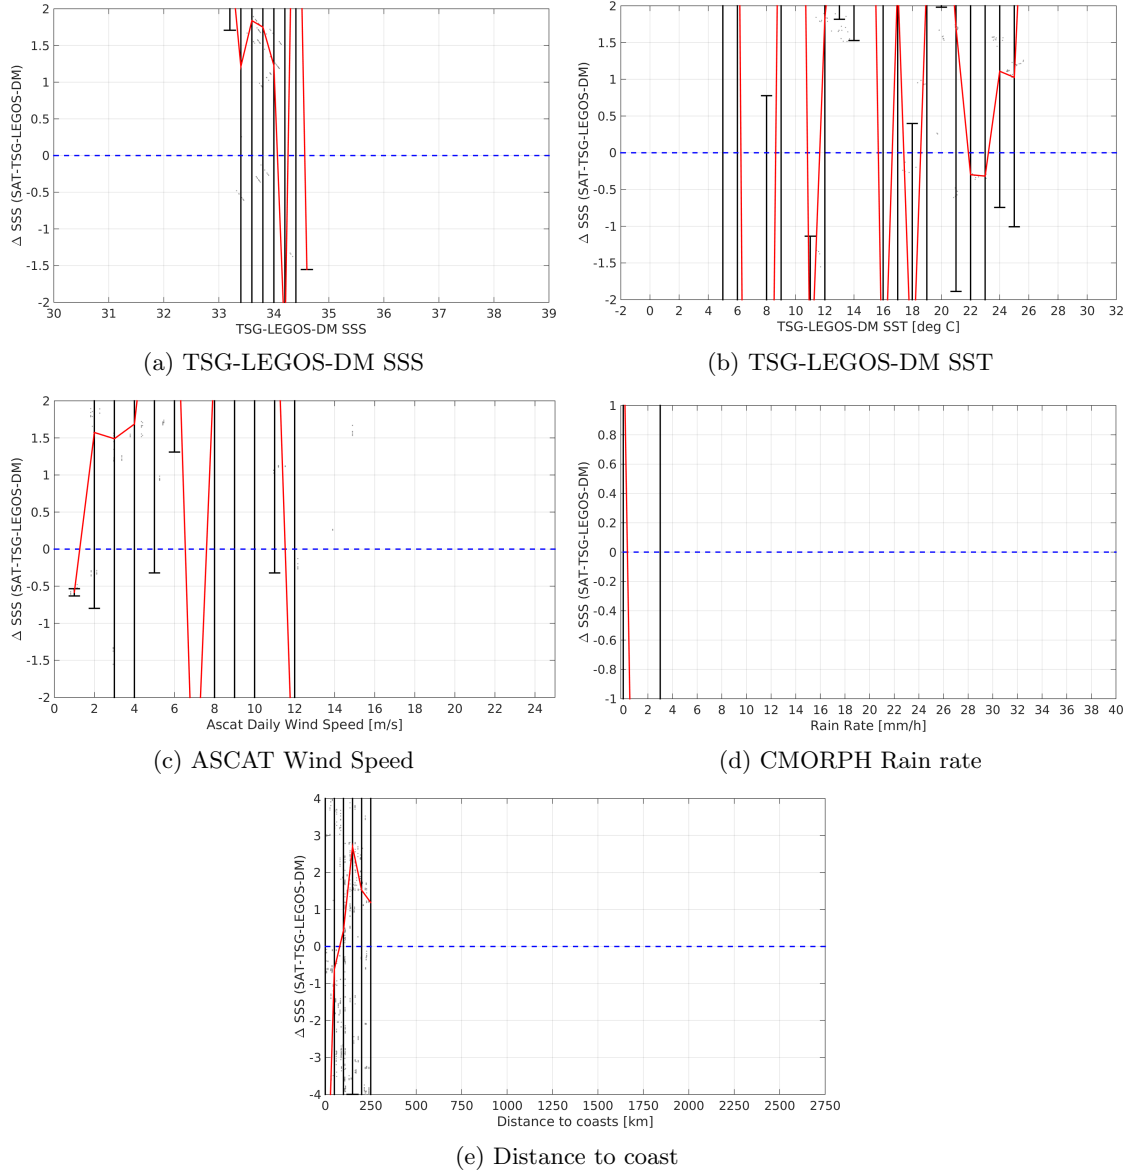 2
1.5
1
0.5
0
-0.5
-1
-1.5
-2
Δ SSS (SAT-TSG-LEGOS-DM)
30 31 32 33 34 35 36 37 38 39
TSG-LEGOS-DM SSS
(a) TSG-LEGOS-DM SSS
2
1.5
1
0.5
0
-0.5
-1
-1.5
-2
Δ SSS (SAT-TSG-LEGOS-DM)
-2 0 2 4 6 8 10 12 14 16 18 20 22 24 26 28 30 32
TSG-LEGOS-DM SST [deg C]
(b) TSG-LEGOS-DM SST
2
1.5
1
0.5
0
-0.5
-1
-1.5
-2
Δ SSS (SAT-TSG-LEGOS-DM)
0 2 4 6 8 10 12 14 16 18 20 22 24
Ascat Daily Wind Speed [m/s]
(c) ASCAT Wind Speed
1
0.8
0.6
0.4
0.2
0
-0.2
-0.4
-0.6
-0.8
-1
Δ SSS (SAT-TSG-LEGOS-DM)
0 2 4 6 8 10 12 14 16 18 20 22 24 26 28 30 32 34 36 38 40
Rain Rate [mm/h]
(d) CMORPH Rain rate
4
3
2
1
0
-1
-2
-3
-4
Δ SSS (SAT-TSG-LEGOS-DM)
0 250 500 750 1000 1250 1500 1750 2000 2250 2500 2750
Distance to coasts [km]
(e) Distance to coast